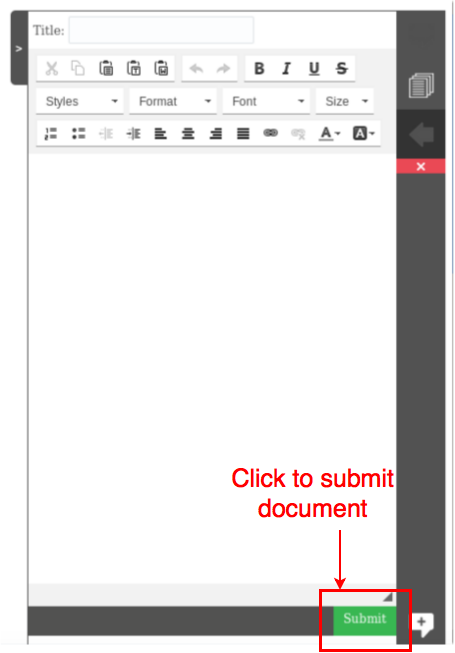 Title:
>
B I U S
Styles Format Font Size
A A
Click to submit
document
Submit